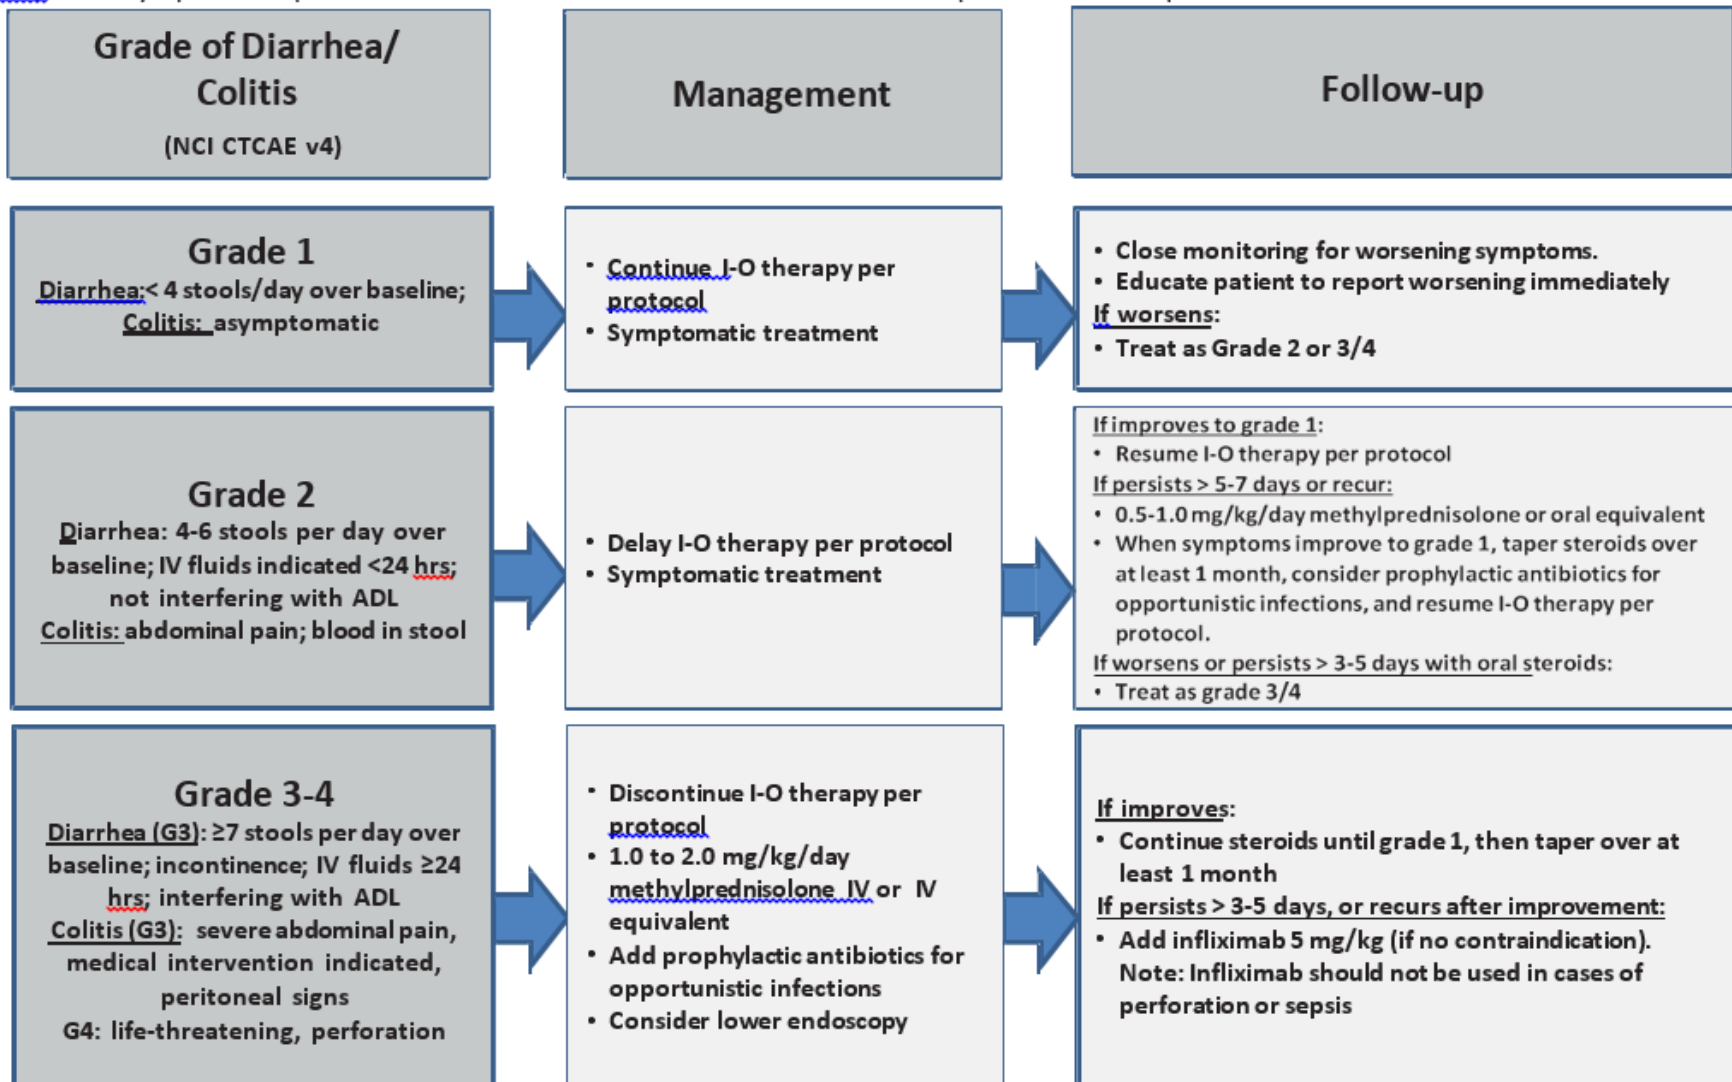 Grade of Diarrhea/
Colitis
(NCI CTCAE v4)
Management
Follow-up
Grade 1
Diarrhea:< 4 stools/day over baseline;
Colitis: asymptomatic
• Continue I-O therapy per
protocol
• Symptomatic treatment
• Close monitoring for worsening symptoms.
• Educate patient to report worsening immediately
If worsens:
• Treat as Grade 2 or 3/4
Grade 2
Diarrhea: 4-6 stools per day over
baseline; IV fluids indicated <24 hrs;
not interfering with ADL
Colitis: abdominal pain; blood in stool
• Delay I-O therapy per protocol
• Symptomatic treatment
If improves to grade 1:
• Resume I-O therapy per protocol
If persists > 5-7 days or recur:
• 0.5-1.0 mg/kg/day methylprednisolone or oral equivalent
• When symptoms improve to grade 1, taper steroids over
at least 1 month, consider prophylactic antibiotics for
opportunistic infections, and resume I-O therapy per
protocol.
If worsens or persists > 3-5 days with oral steroids:
• Treat as grade 3/4
Grade 3-4
Diarrhea (G3): ≥7 stools per day over
baseline; incontinence; IV fluids ≥24
hrs; interfering with ADL
Colitis (G3): severe abdominal pain,
medical intervention indicated,
peritoneal signs
G4: life-threatening, perforation
• Discontinue I-O therapy per
protocol
• 1.0 to 2.0 mg/kg/day
methylprednisolone IV or IV
equivalent
• Add prophylactic antibiotics for
opportunistic infections
• Consider lower endoscopy
If improves:
• Continue steroids until grade 1, then taper over at
least 1 month
If persists > 3-5 days, or recurs after improvement:
• Add infliximab 5 mg/kg (if no contraindication).
Note: Infliximab should not be used in cases of
perforation or sepsis